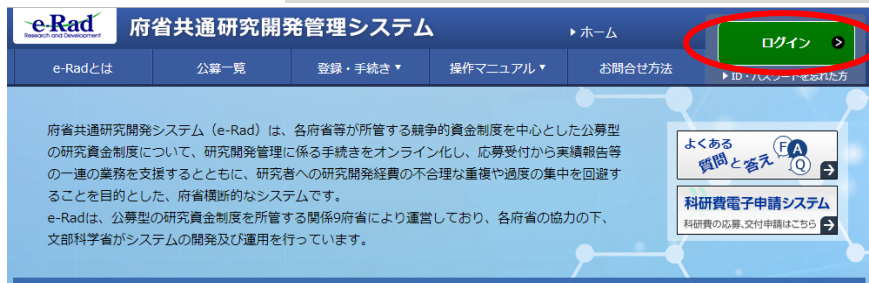 e-Rad
Research and Development
府省共通研究開発管理システム
ホーム
ログイン
e-Radとは
公募一覧
登録・手続き▼
操作マニュアル▼
お問合せ方法
ID・パスワードを忘れた方
府省共通研究開発システム(e-Rad)は、各府省等が所管する競争的資金制度を中心とした公募型
の研究資金制度について、研究開発管理に係る手続きをオンライン化し、応募受付から実績報告等
の一連の業務を支援するとともに、研究者への研究開発経費の不合理な重複や過度の集中を回避す
ることを目的とした、府省横断的なシステムです。
e-Radは、公募型の研究資金制度を所管する関係9府省により運営しており、各府省の協力の下、
文部科学省がシステムの開発及び運用を行っています。
よくある
質問と答え
FAQ
科研費電子申請システム
科研費の応募、交付申請はこちら